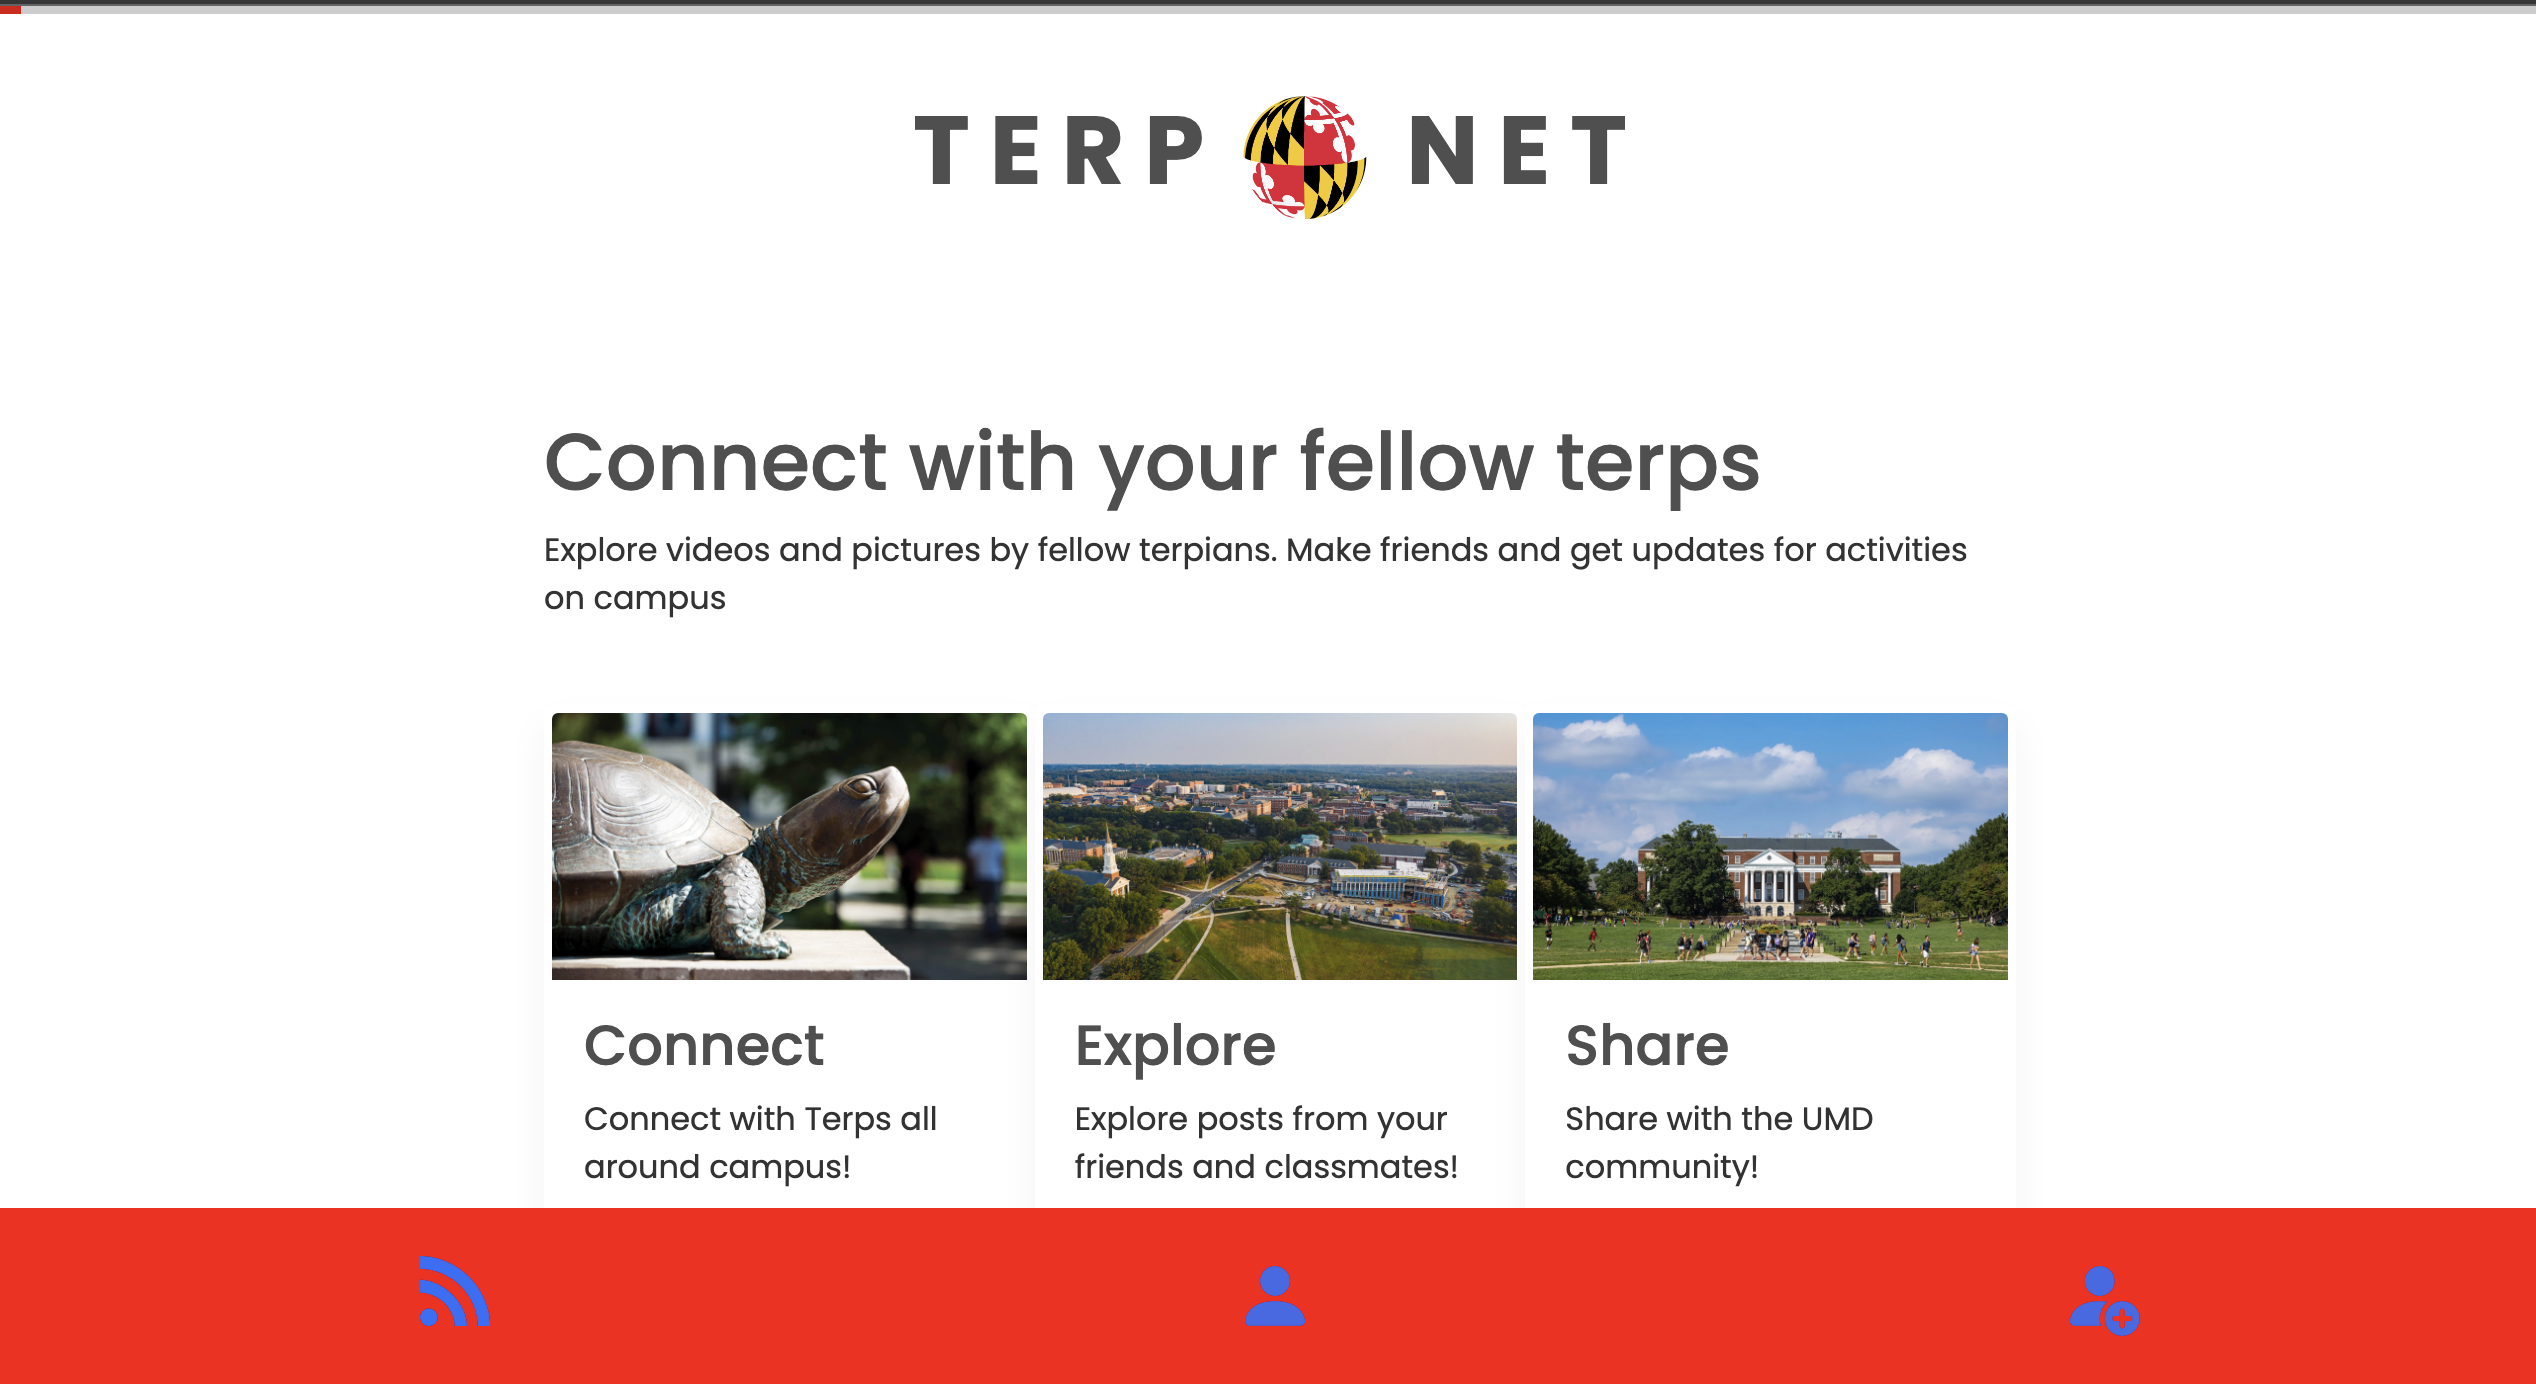 TERP NET
Connect with your fellow terps
Explore videos and pictures by fellow terpians. Make friends and get updates for activities
on campus
Connect
Connect with Terps all
around campus!
Explore
Explore posts from your
friends and classmates!
Share
Share with the UMD
community!